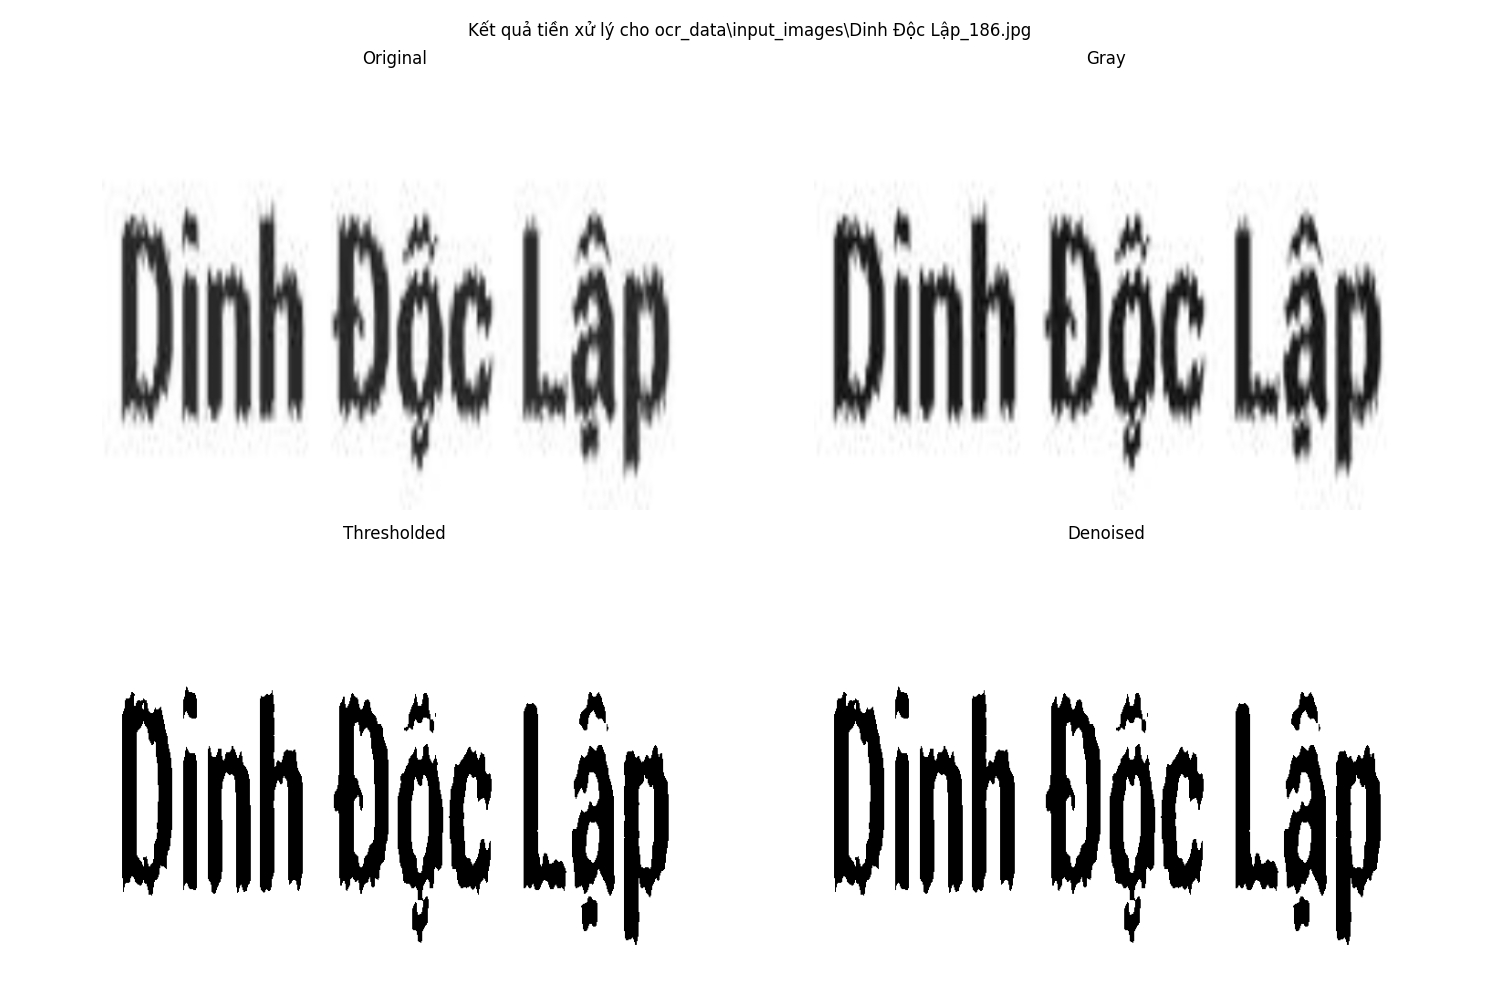 Kết quả tiền xử lý cho ocr_data\input_images\Dinh Độc Lập_186.jpg
Original
Gray
Dinh Độc Lập
Dinh Độc Lập
Thresholded
Denoised
Dinh Độc Lập
Dinh Độc Lập